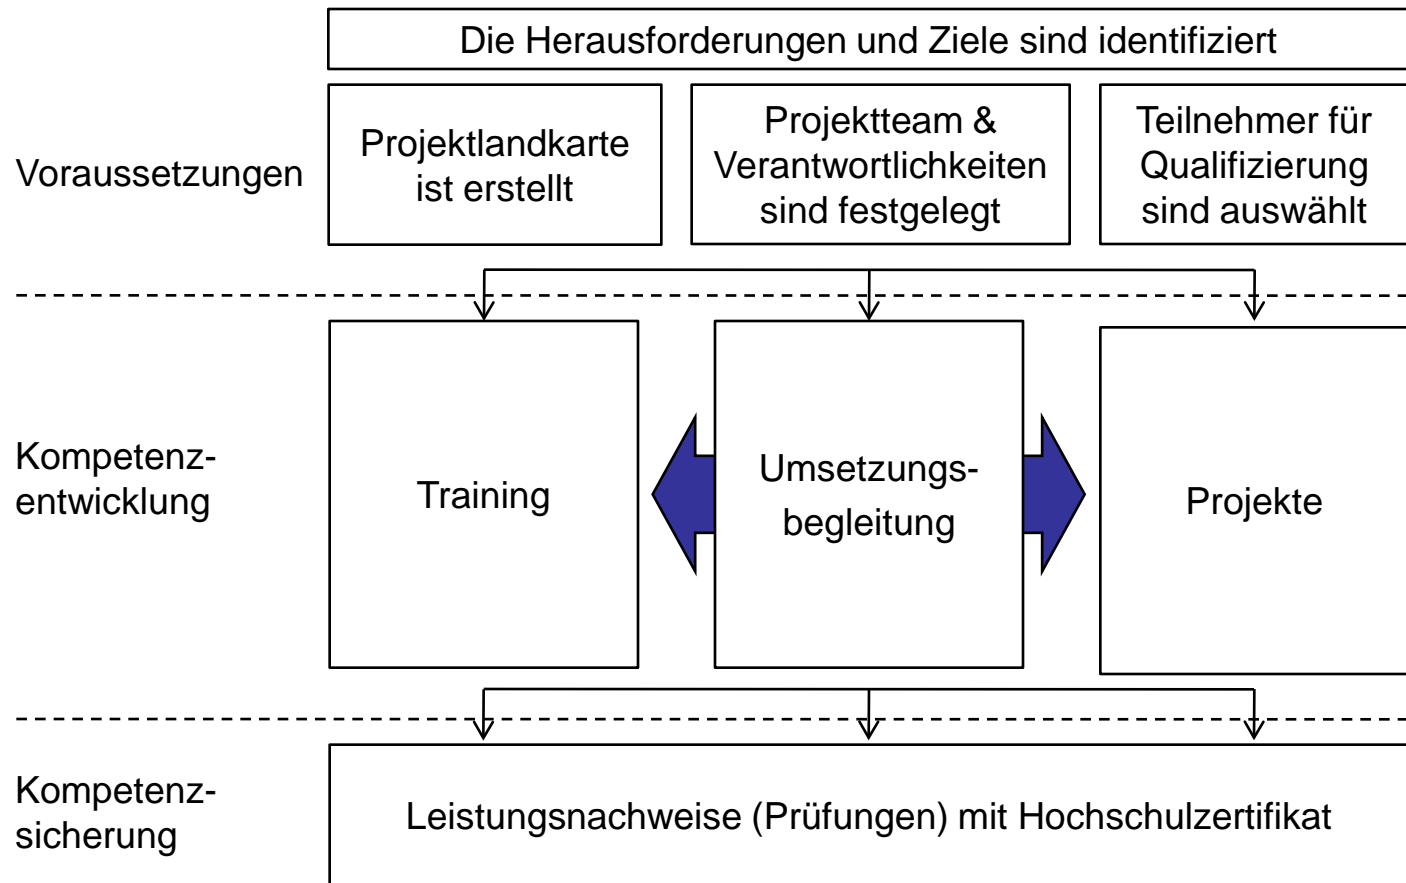 Die Herausforderungen und Ziele sind identifiziert
Voraussetzungen
Projektlandkarte
ist erstellt
Projektteam &
Verantwortlichkeiten
sind festgelegt
Teilnehmer für
Qualifizierung
sind auswählt
Kompetenz-
entwicklung
Training
Umsetzungs-
begleitung
Projekte
Kompetenz-
sicherung
Leistungsnachweise (Prüfungen) mit Hochschulzertifikat